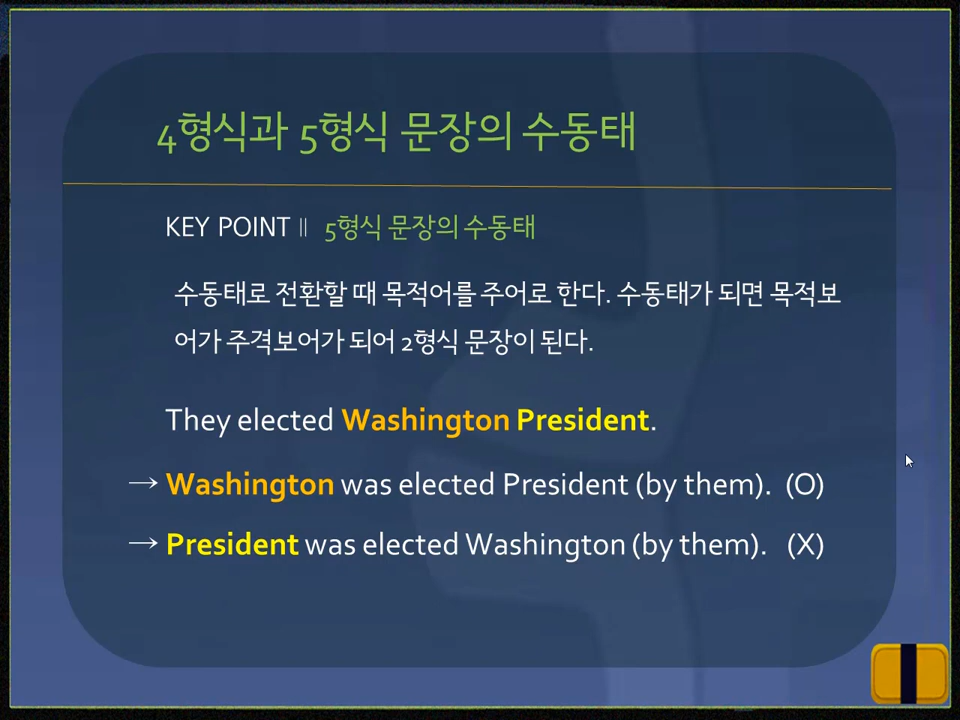 4형식과 5형식 문장의 수동태
KEY POINT Ⅱ 5형식 문장의 수동태
수동태로 전환할 때 목적어를 주어로 한다. 수동태가 되면 목적보
어가 주격보어가 되어 2형식 문장이 된다.
They elected Washington President.
→ Washington was elected President (by them). (O)
→ President was elected Washington (by them). (X)